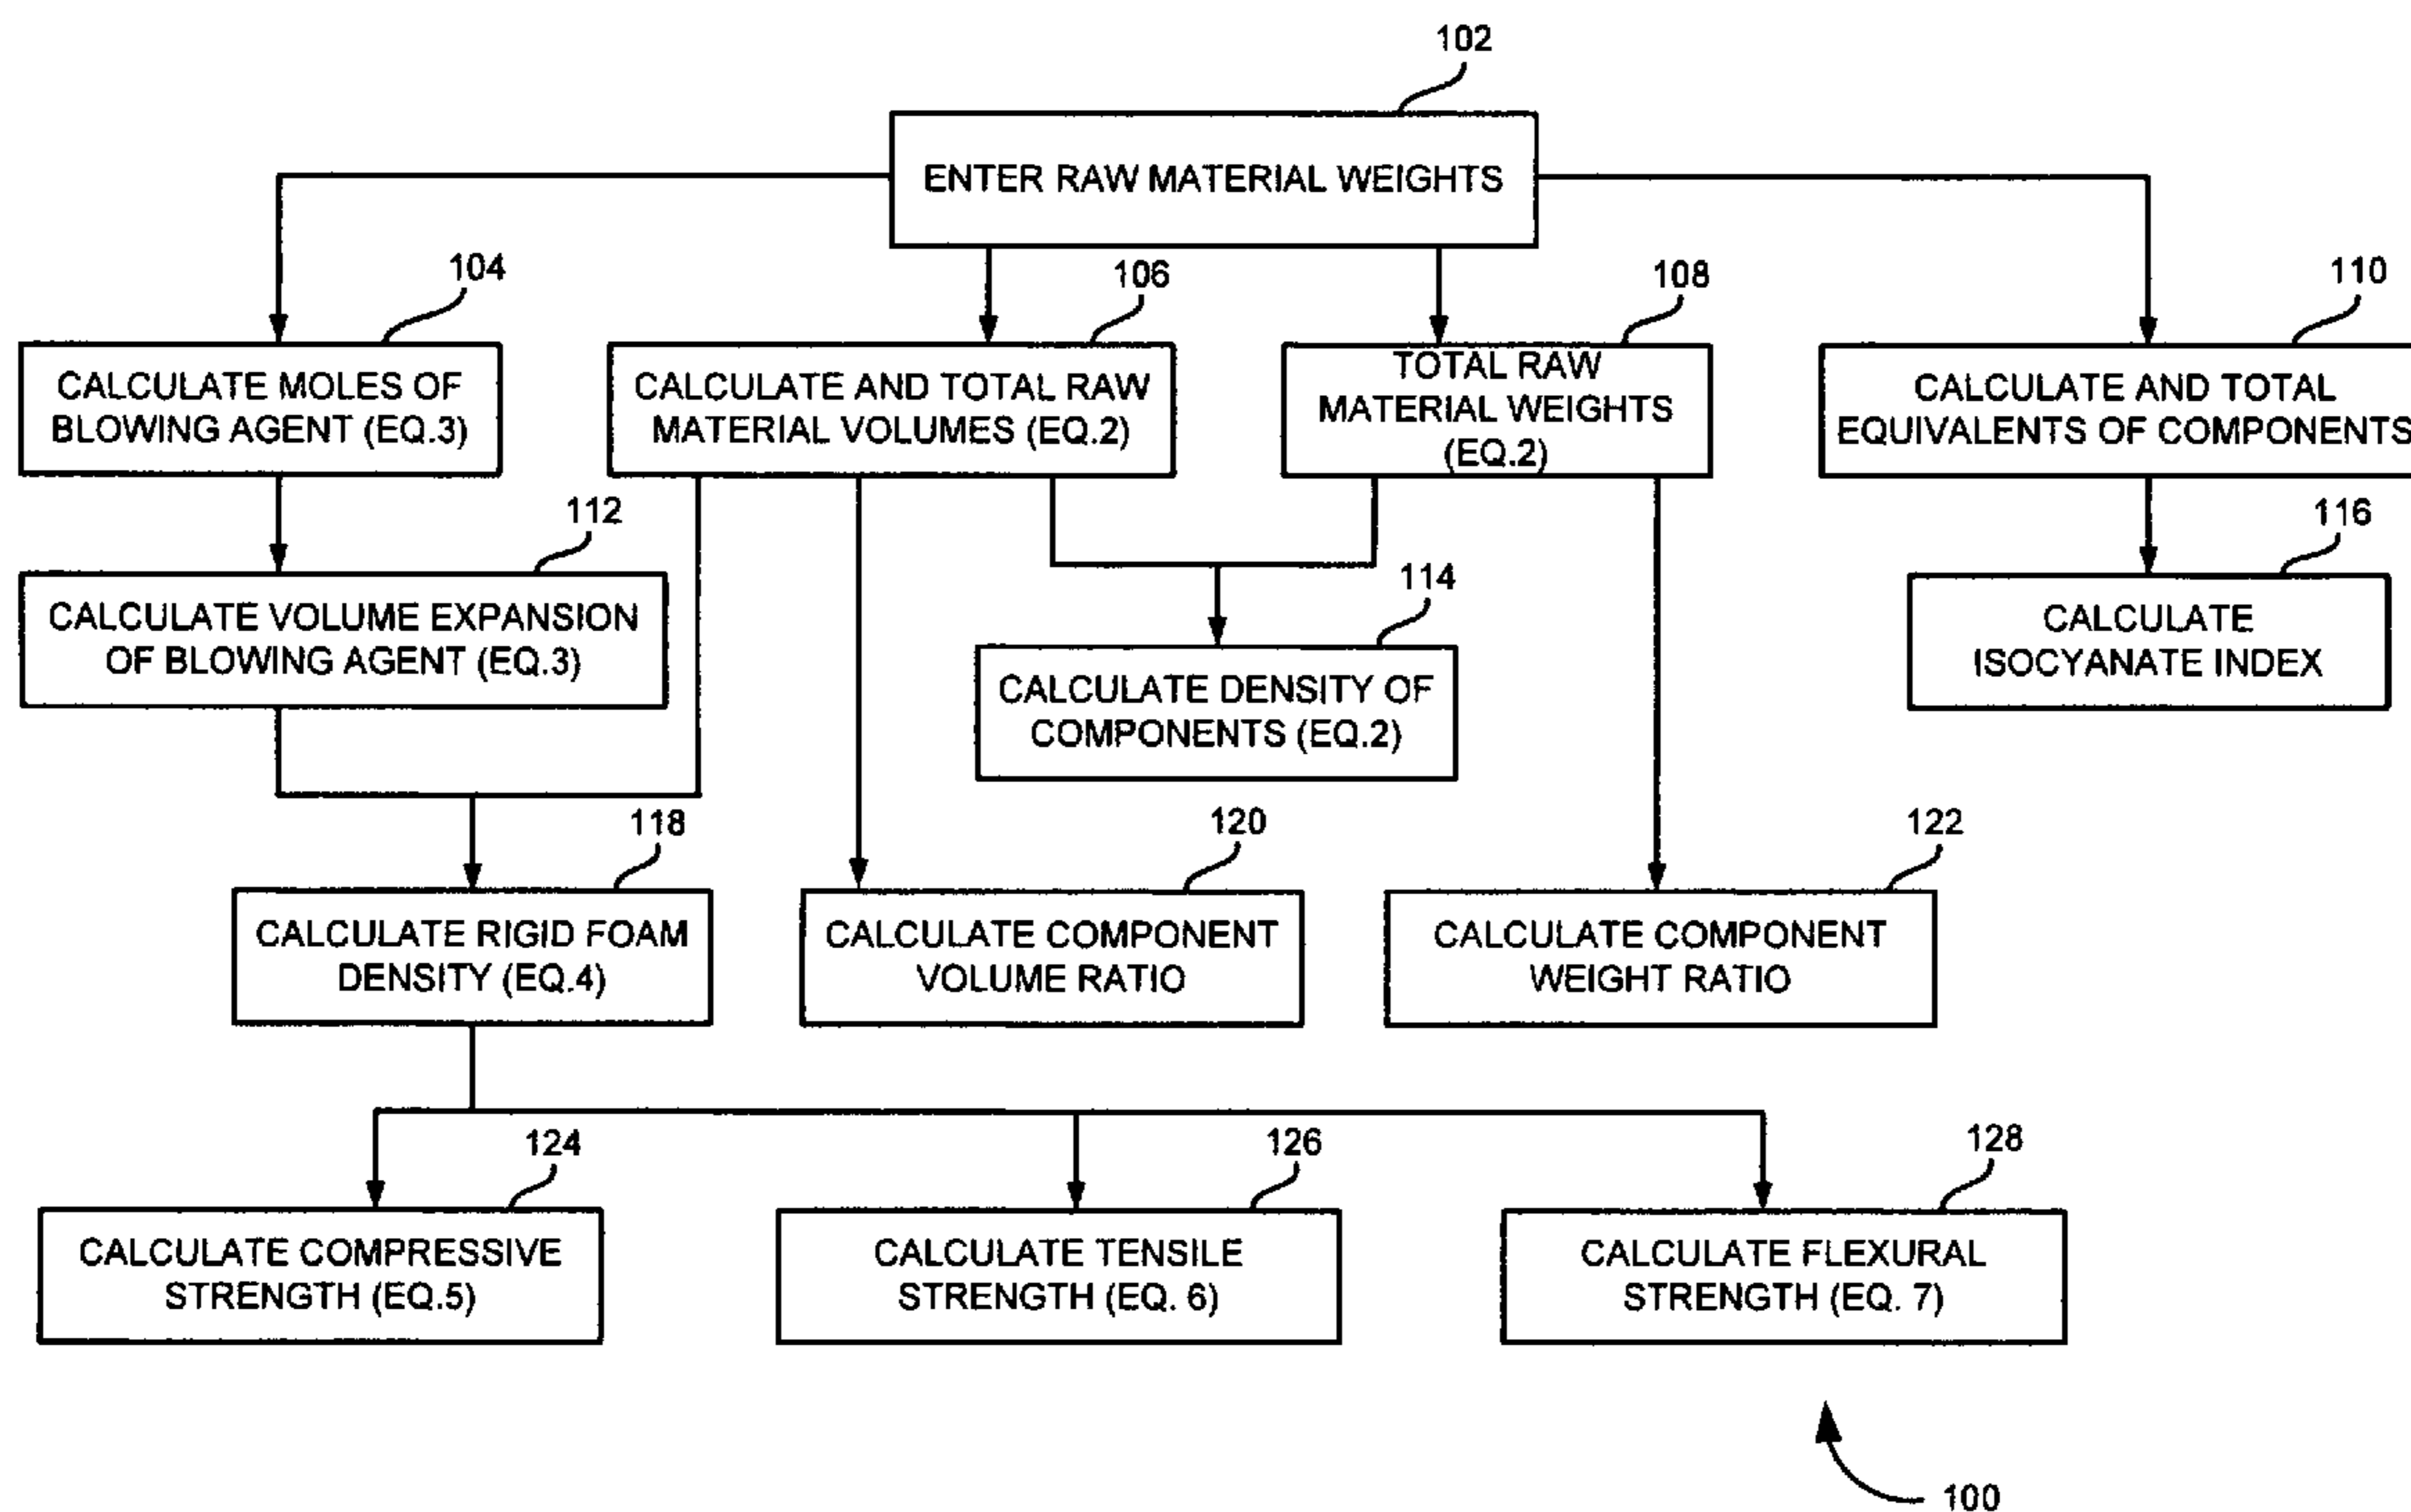 102
ENTER RAW MATERIAL WEIGHTS
104
106
108
110
CALCULATE MOLES OF
BLOWING AGENT (EQ.3)
CALCULATE AND TOTAL RAW
MATERIAL VOLUMES (EQ.2)
TOTAL RAW
MATERIAL WEIGHTS
(EQ.2)
CALCULATE AND TOTAL
EQUIVALENTS OF COMPONENTS
112
114
116
CALCULATE VOLUME EXPANSION
OF BLOWING AGENT (EQ.3)
CALCULATE DENSITY OF
COMPONENTS (EQ.2)
CALCULATE
ISOCYANATE INDEX
118
120
122
CALCULATE RIGID FOAM
DENSITY (EQ.4)
CALCULATE COMPONENT
VOLUME RATIO
CALCULATE COMPONENT
WEIGHT RATIO
124
126
128
CALCULATE COMPRESSIVE
STRENGTH (EQ.5)
CALCULATE TENSILE
STRENGTH (EQ. 6)
CALCULATE FLEXURAL
STRENGTH (EQ. 7)
100